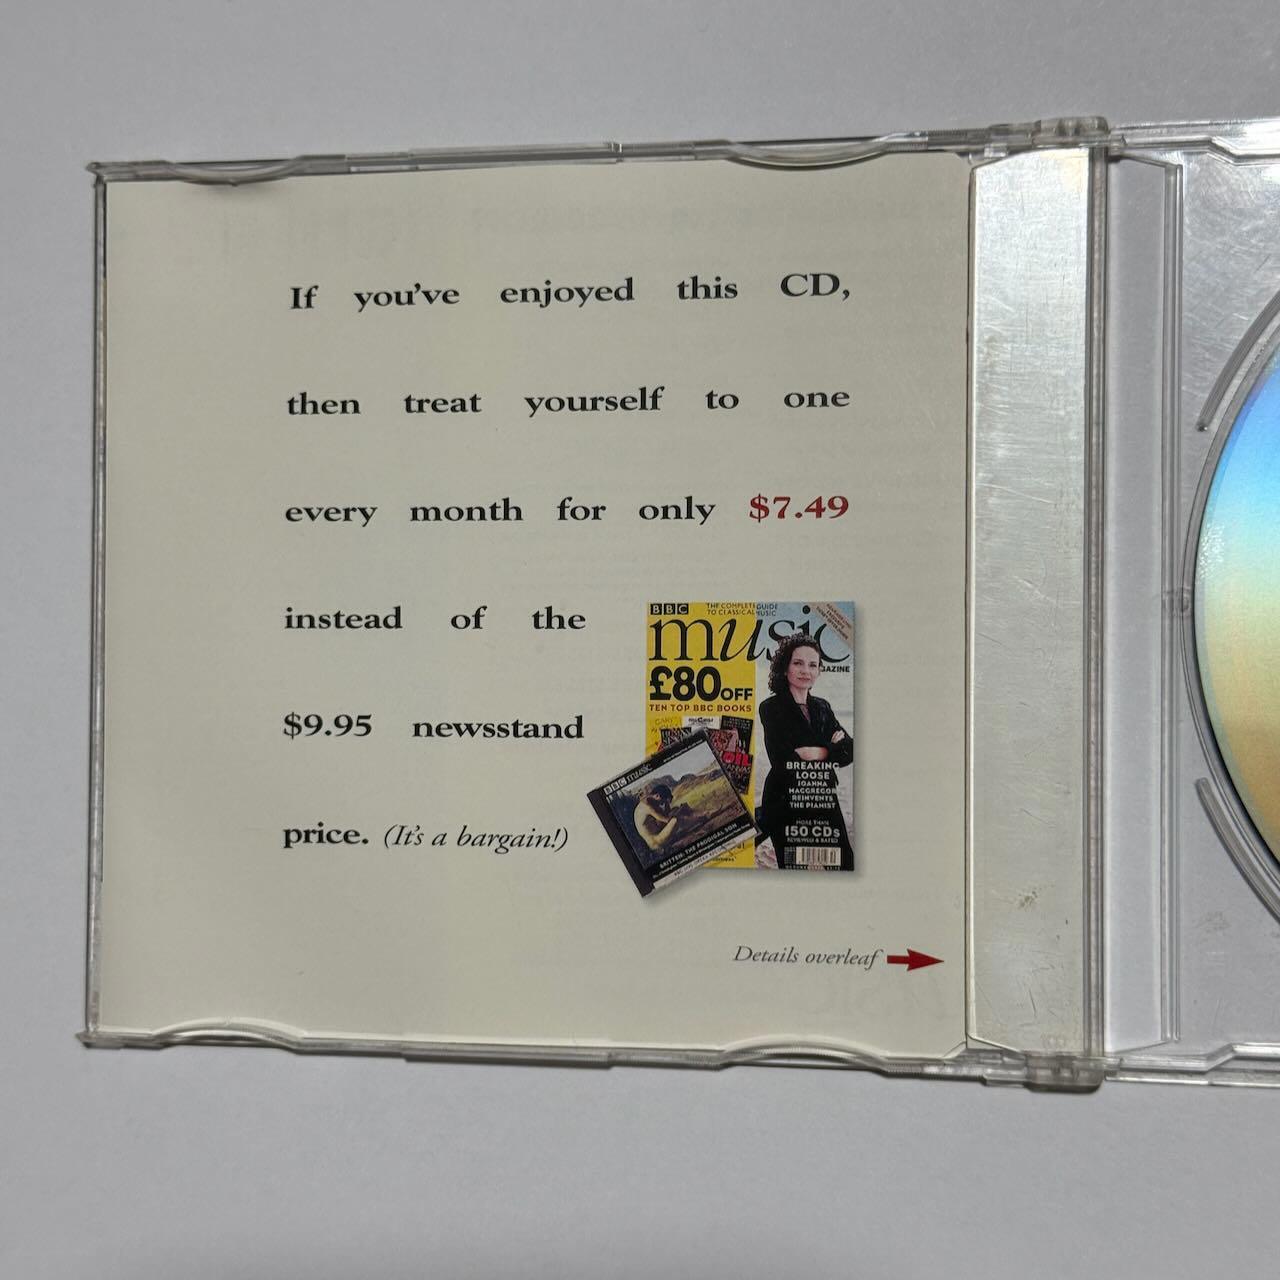 If you've enjoyed this CD,
then treat yourself to one
every month for only $7.49
instead of the
$9.95 newsstand
price. (It's a bargain!)
BBC THE COMPLETE GUIDE
TO CLASSICAL MUSIC
music
MAGAZINE
£80 OFF
TEN TOP BBC BOOKS
BREAKING
LOOSE
JOANNA
MACGREGOR
REINVENTS
THE PIANIST
MORE THAN
150 CDs
REVIEWED & RATED
BBC music
BRITTEN: THE PRODIGAL SON
Details overleaf